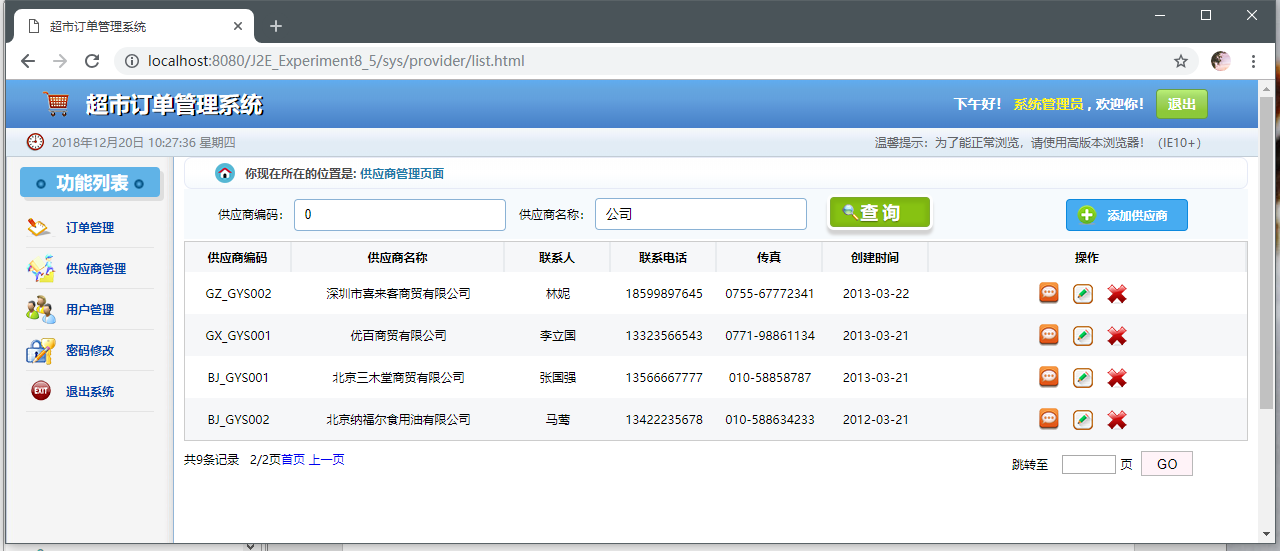 超市订单管理系统
localhost:8080/J2E_Experiment8_5/sys/provider/list.html
超市订单管理系统 下午好! 系统管理员, 欢迎你! 退出
2018年12月20日 10:27:36 星期四 温馨提示: 为了能正常浏览, 请使用高版本浏览器! (IE10+)
功能列表
订单管理
供应商管理
用户管理
密码修改
EXIT 退出系统
你现在所在的位置是: 供应商管理页面
供应商编码: 0 供应商名称: 公司 查 询 添加供应商
供应商编码 供应商名称 联系人 联系电话 传真 创建时间 操作
GZ_GYS002 深圳市喜来客商贸有限公司 林妮 18599897645 0755-67772341 2013-03-22
GX_GYS001 优百商贸有限公司 李立国 13323566543 0771-98861134 2013-03-21
BJ_GYS001 北京三木堂商贸有限公司 张国强 13566667777 010-58858787 2013-03-21
BJ_GYS002 北京纳福尔食用油有限公司 马莺 13422235678 010-588634233 2012-03-21
共9条记录 2/2页首页 上一页 跳转至 页 GO